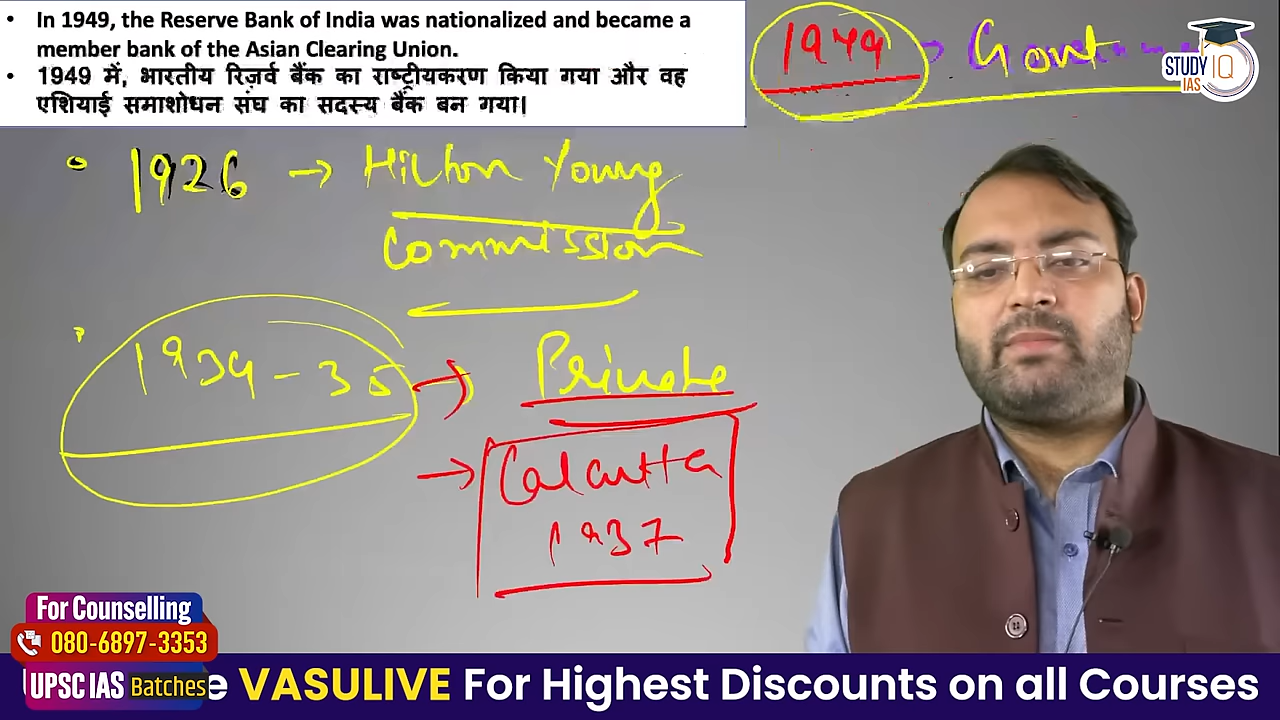 • In 1949, the Reserve Bank of India was nationalized and became a
member bank of the Asian Clearing Union.
• 1949 में, भारतीय रिज़र्व बैंक का राष्ट्रीयकरण किया गया और वह
एशियाई समाशोधन संघ का सदस्य बैंक बन गया।
1949 → Govt
STUDY IQ
IAS
1926 → Hilton Young
Commission
1934-35 → Private
→ Calcutta
1937
For Counselling
080-6897-3353
UPSC IAS Batches
VASULIVE For Highest Discounts on all Courses